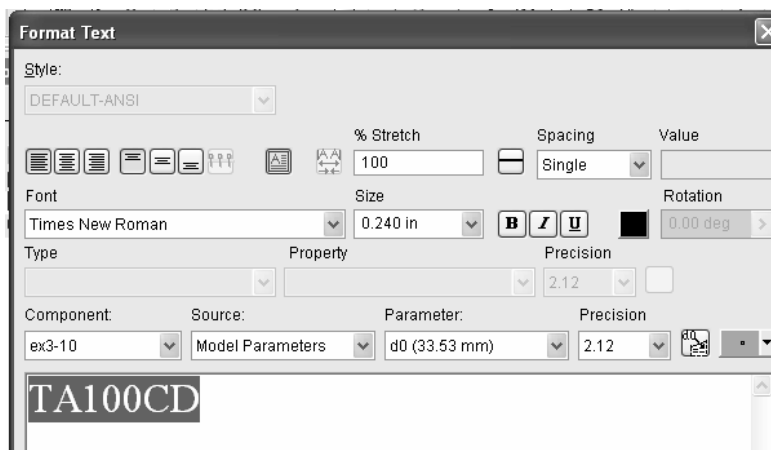 Format Text
Style:
DEFAULT-ANSI
% Stretch Spacing Value
100 Single
Font Size Rotation
Times New Roman 0.240 in B I U 0.00 deg
Type Property Precision
2.12
Component: Source: Parameter: Precision
ex3-10 Model Parameters d0 (33.53 mm) 2.12
TA100CD